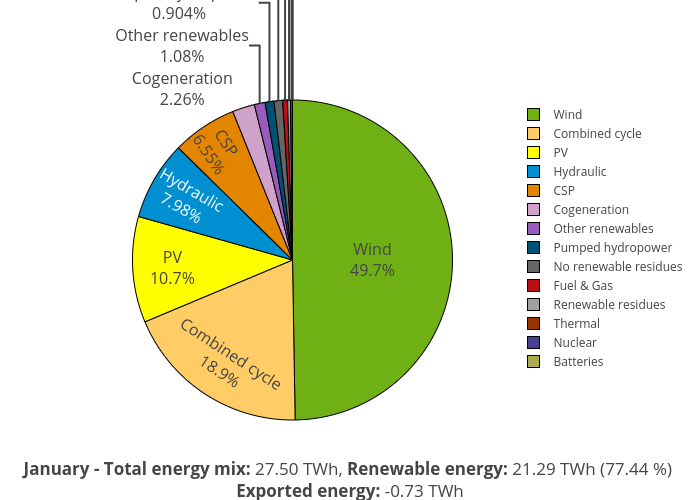 0.904%
Other renewables
1.08%
Cogeneration
2.26%
CSP
6.55%
Hydraulic
7.98%
PV
10.7%
Combined cycle
18.9%
Wind
49.7%
Wind
Combined cycle
PV
Hydraulic
CSP
Cogeneration
Other renewables
Pumped hydropower
No renewable residues
Fuel & Gas
Renewable residues
Thermal
Nuclear
Batteries
January - Total energy mix: 27.50 TWh, Renewable energy: 21.29 TWh (77.44 %)
Exported energy: -0.73 TWh